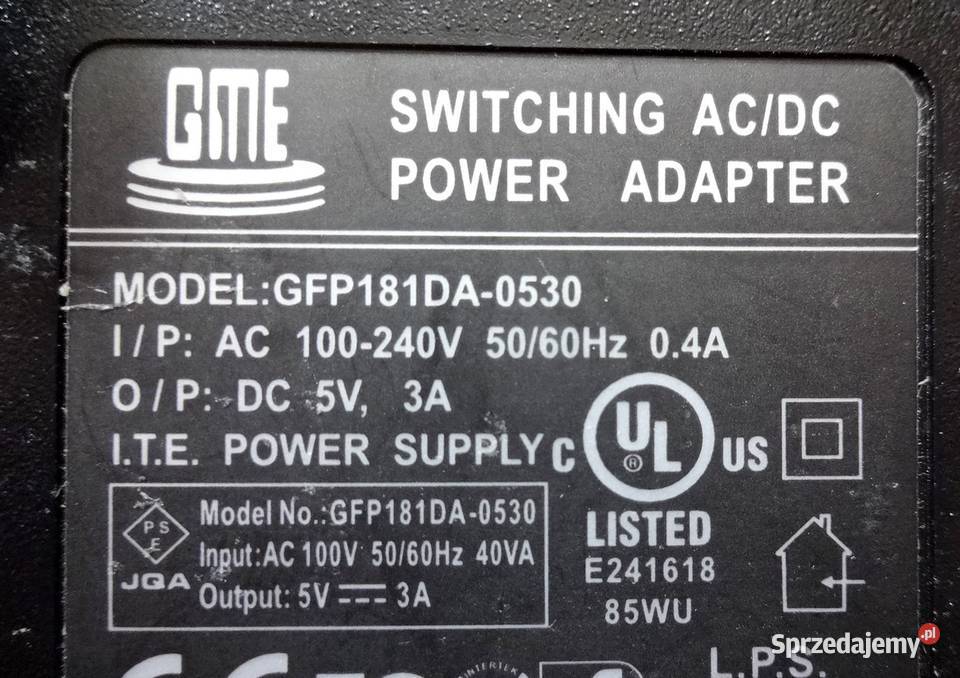 GME
SWITCHING AC/DC
POWER ADAPTER
MODEL:GFP181DA-0530
I/P: AC 100-240V 50/60Hz 0.4A
O/P: DC 5V, 3A
I.T.E. POWER SUPPLY
C UL ® US
LISTED
E241618
85WU
PSE
JQA
Model No.:GFP181DA-0530
Input:AC 100V 50/60Hz 40VA
Output: 5V ⎓ 3A
INTERTEK
L.P.S.
Sprzedajemy.pl